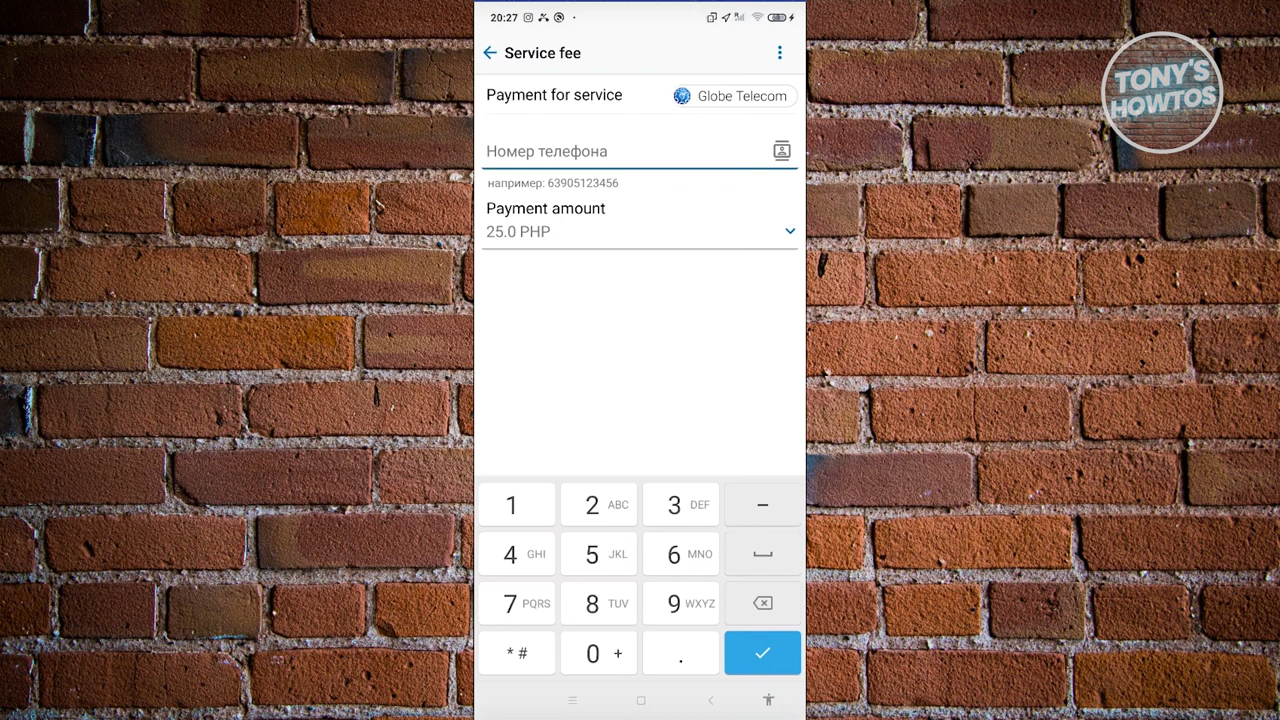 20:27
Service fee
Payment for service
Globe Telecom
Номер телефона
например: 63905123456
Payment amount
25.0 PHP
1
2 ABC
3 DEF
-
4 GHI
5 JKL
6 MNO
7 PQRS
8 TUV
9 WXYZ
* #
0 +
.
TONY'S
HOWTOS